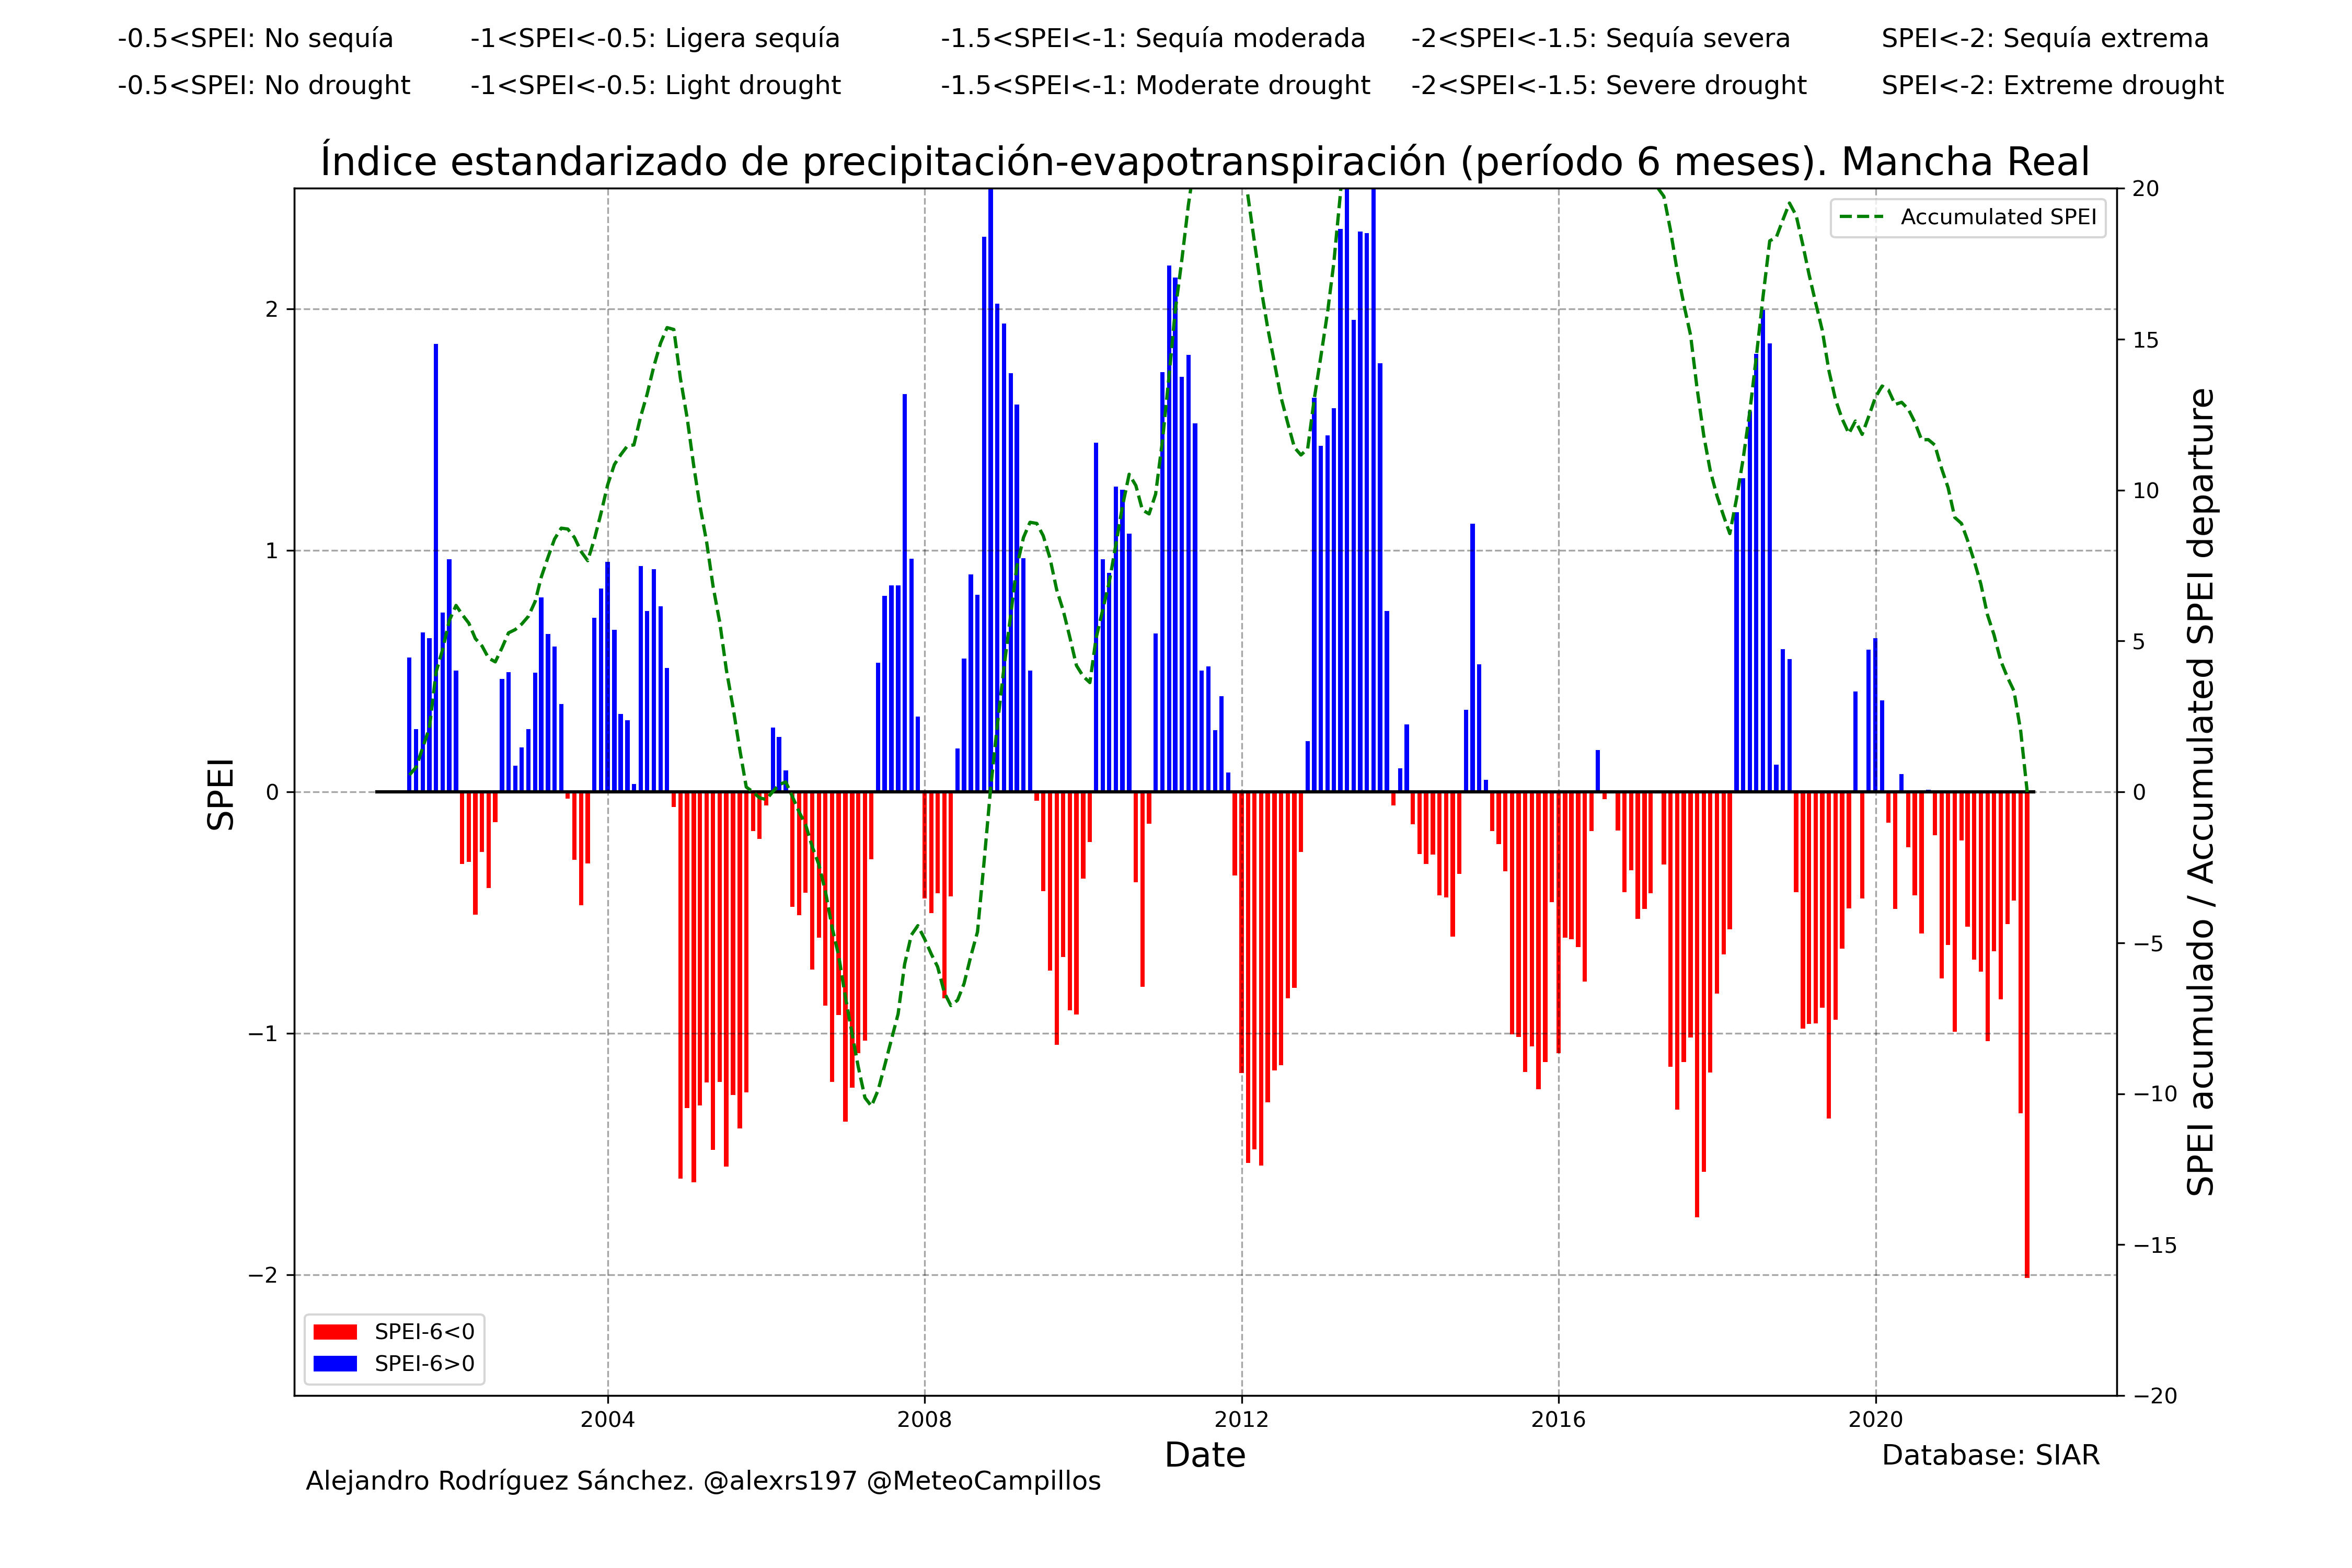 -0.5<SPEI: No sequía -1<SPEI<-0.5: Ligera sequía -1.5<SPEI<-1: Sequía moderada -2<SPEI<-1.5: Sequía severa SPEI<-2: Sequía extrema
-0.5<SPEI: No drought -1<SPEI<-0.5: Light drought -1.5<SPEI<-1: Moderate drought -2<SPEI<-1.5: Severe drought SPEI<-2: Extreme drought
Índice estandarizado de precipitación-evapotranspiración (período 6 meses). Mancha Real
Accumulated SPEI
SPEI
2
1
0
−1
−2
20
15
10
5
0
−5
−10
−15
−20
SPEI acumulado / Accumulated SPEI departure
SPEI-6<0
SPEI-6>0
2004 2008 2012 2016 2020
Date
Database: SIAR
Alejandro Rodríguez Sánchez. @alexrs197 @MeteoCampillos